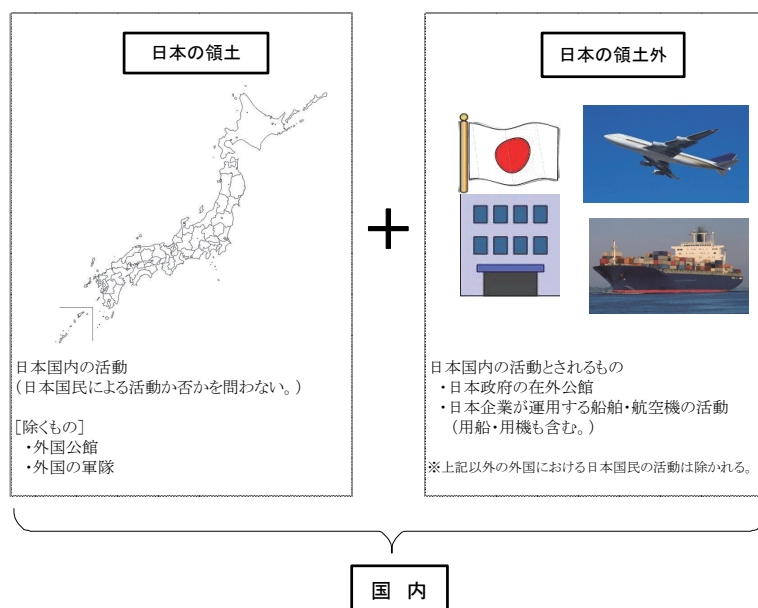 日本の領土
日本国内の活動
(日本国民による活動か否かを問わない。)
[除くもの]
・外国公館
・外国の軍隊
+
日本の領土外
日本国内の活動とされるもの
・日本政府の在外公館
・日本企業が運用する船舶・航空機の活動
(用船・用機も含む。)
※上記以外の外国における日本国民の活動は除かれる。
国 内